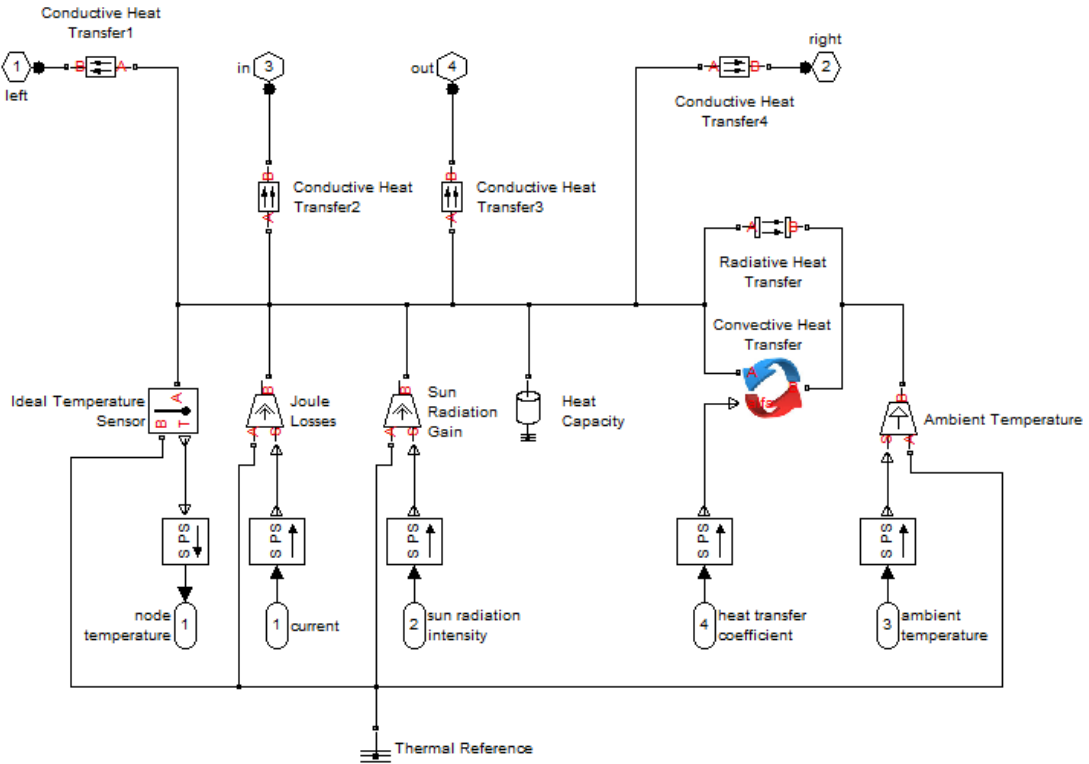 Conductive Heat
Transfer1
1
B
A
left
in
3
out
4
right
2
A
B
Conductive Heat
Transfer4
B
A
Conductive Heat
Transfer2
B
A
Conductive Heat
Transfer3
A
B
Radiative Heat
Transfer
Convective Heat
Transfer
A
Ideal Temperature
Sensor
A
B
T
B
A
S
Joule
Losses
B
A
S
Sun
Radiation
Gain
Heat
Capacity
B
S
A
Ambient Temperature
S PS
S PS
S PS
S PS
S PS
node
temperature
1
1
current
2
sun radiation
intensity
4
heat transfer
coefficient
3
ambient
temperature
Thermal Reference